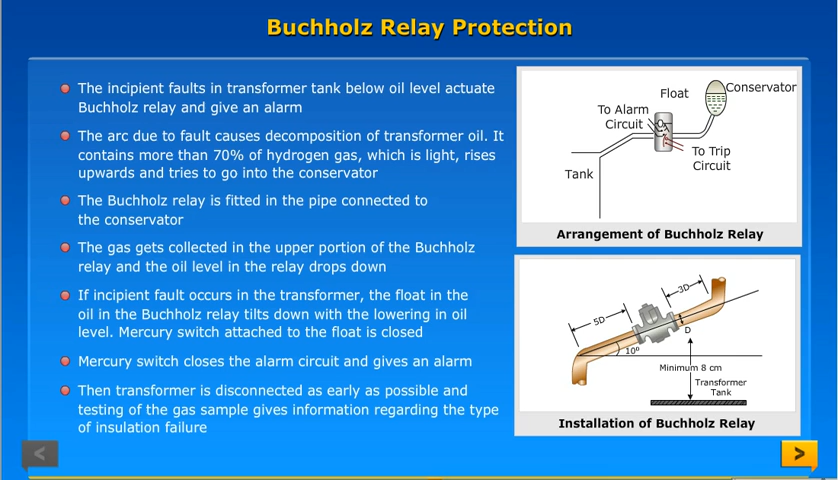 Buchholz Relay Protection
The incipient faults in transformer tank below oil level actuate
Buchholz relay and give an alarm
The arc due to fault causes decomposition of transformer oil. It
contains more than 70% of hydrogen gas, which is light, rises
upwards and tries to go into the conservator
The Buchholz relay is fitted in the pipe connected to
the conservator
The gas gets collected in the upper portion of the Buchholz
relay and the oil level in the relay drops down
If incipient fault occurs in the transformer, the float in the
oil in the Buchholz relay tilts down with the lowering in oil
level. Mercury switch attached to the float is closed
Mercury switch closes the alarm circuit and gives an alarm
Then transformer is disconnected as early as possible and
testing of the gas sample gives information regarding the type
of insulation failure
Float
Conservator
To Alarm
Circuit
To Trip
Circuit
Tank
Arrangement of Buchholz Relay
3D
5D
D
10º
Minimum 8 cm
Transformer
Tank
Installation of Buchholz Relay
<
>